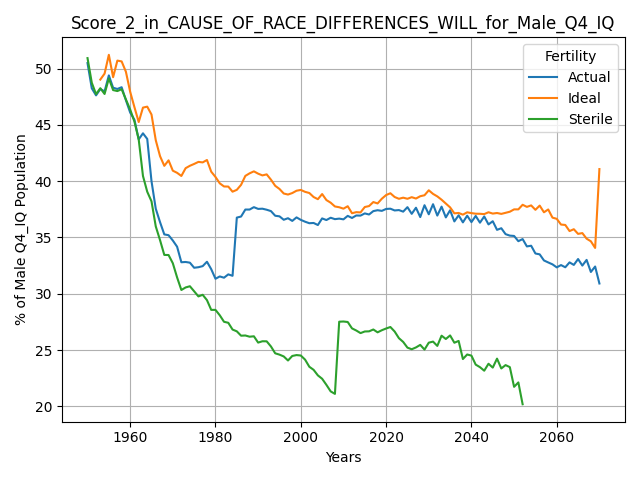 Score_2_in_CAUSE_OF_RACE_DIFFERENCES_WILL_for_Male_Q4_IQ
Fertility
Actual
Ideal
Sterile
% of Male Q4_IQ Population
50
45
40
35
30
25
20
1960
1980
2000
2020
2040
2060
Years